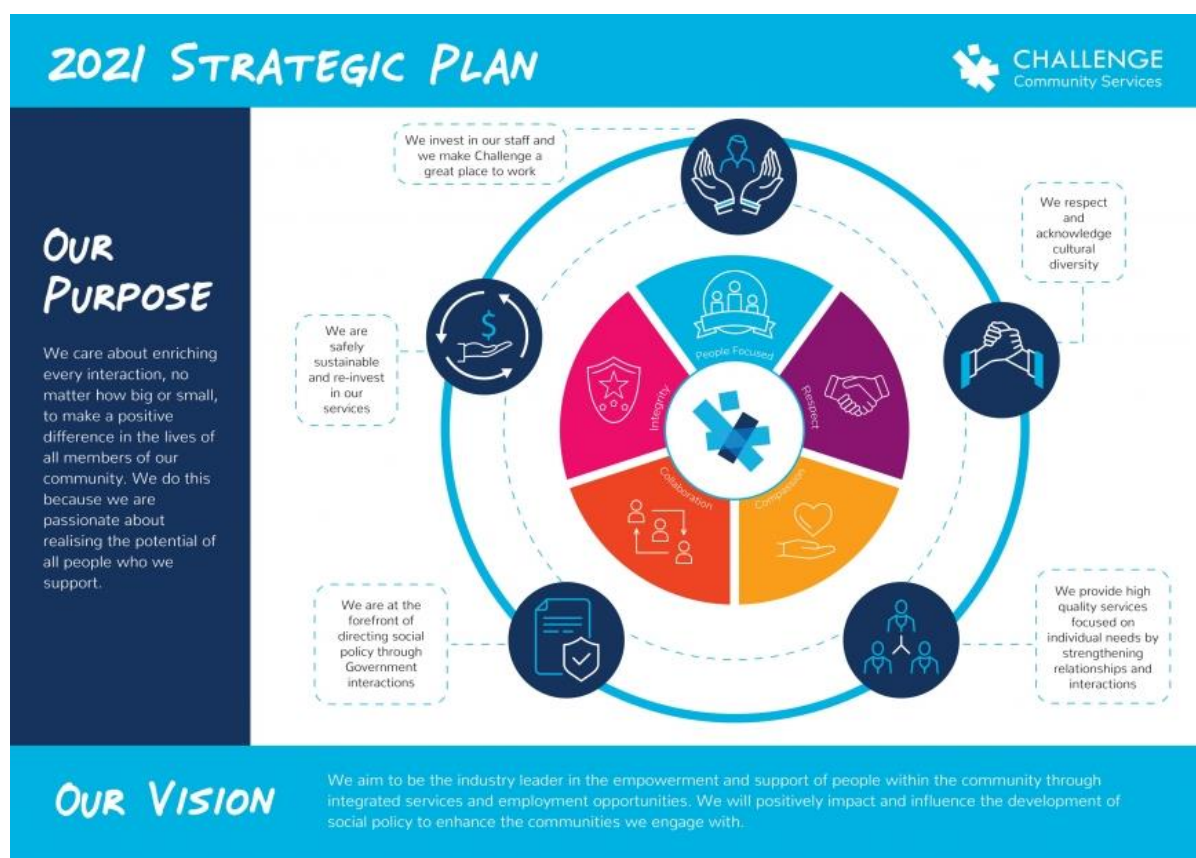 2021 STRATEGIC PLAN
CHALLENGE
Community Services
OUR
PURPOSE
We care about enriching
every interaction, no
matter how big or small,
to make a positive
difference in the lives of
all members of our
community. We do this
because we are
passionate about
realising the potential of
all people who we
support.
We invest in our staff and
we make Challenge a
great place to work
We respect
and
acknowledge
cultural
diversity
We are
safely
sustainable
and re-invest
in our
services
$
People Focused
Integrity
Respect
Collaboration
Compassion
We are at the
forefront of
directing social
policy through
Government
interactions
We provide high
quality services
focused on
individual needs by
strengthening
relationships and
interactions
OUR VISION
We aim to be the industry leader in the empowerment and support of people within the community through
integrated services and employment opportunities. We will positively impact and influence the development of
social policy to enhance the communities we engage with.